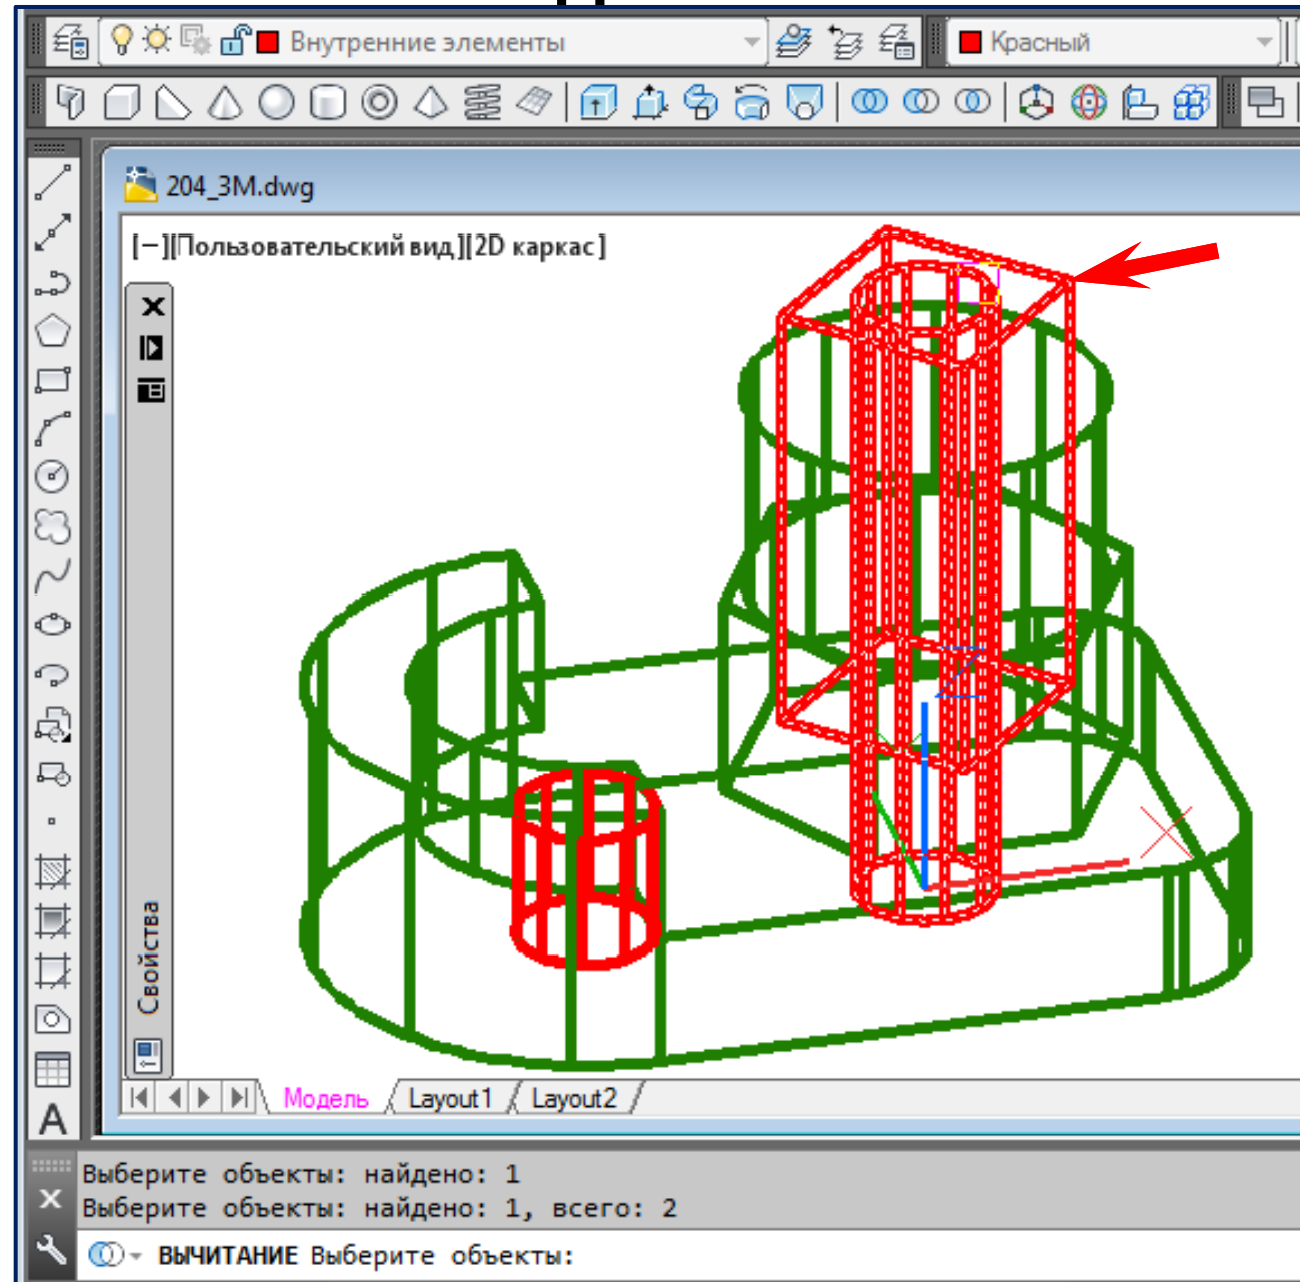 Внутренние элементы
Красный
204_3М.dwg
[−][Пользовательский вид][2D каркас]
Свойства
Модель
Layout1
Layout2
A
Выберите объекты: найдено: 1
Выберите объекты: найдено: 1, всего: 2
ВЫЧИТАНИЕ Выберите объекты: